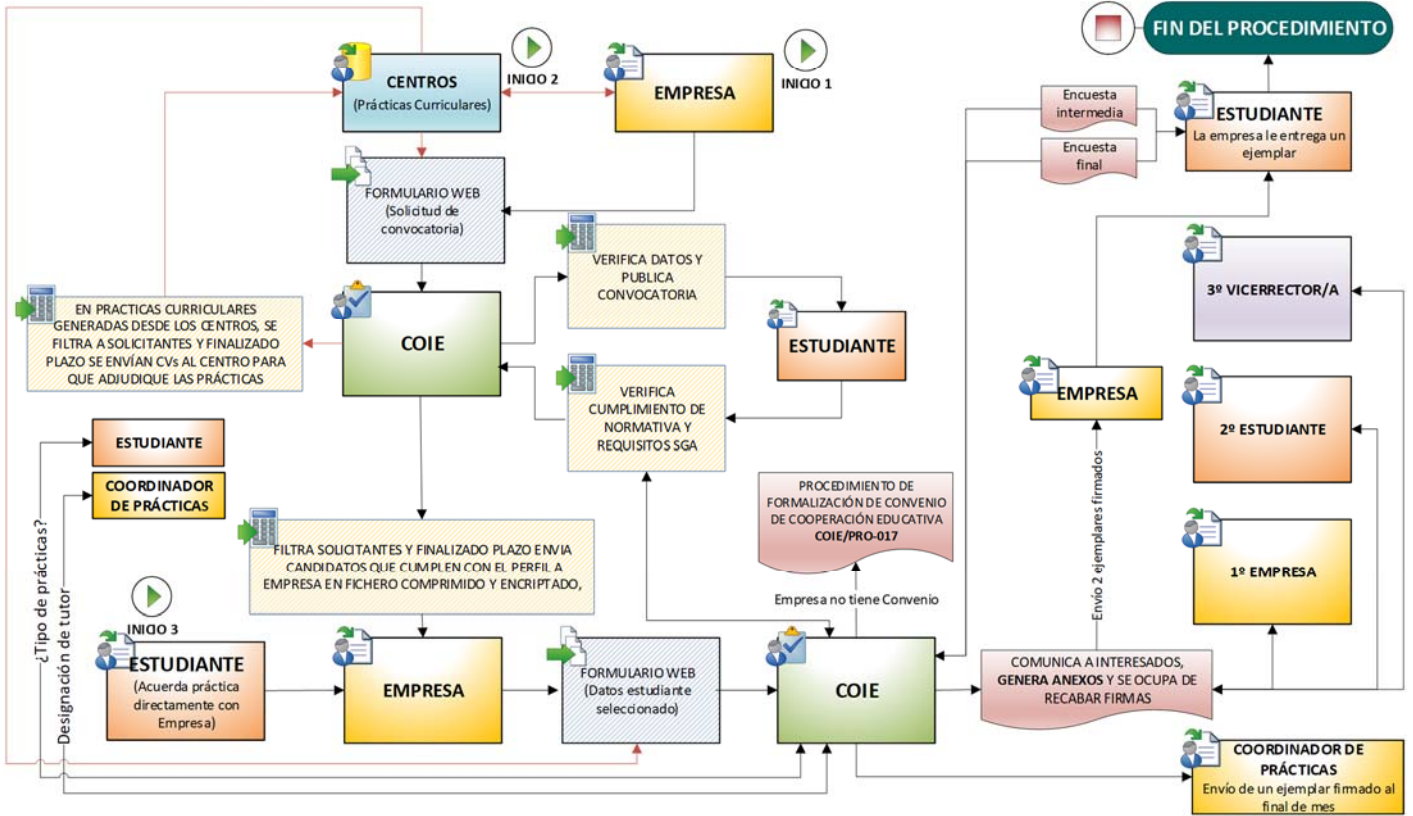 FIN DEL PROCEDIMIENTO
INICIO 2
INICIO 1
CENTROS
(Prácticas Curriculares)
EMPRESA
Encuesta
intermedia
Encuesta
final
ESTUDIANTE
La empresa le entrega un
ejemplar
FORMULARIO WEB
(Solicitud de
convocatoria)
VERIFICA DATOS Y
PUBLICA
CONVOCATORIA
3º VICERRECTOR/A
EN PRACTICAS CURRICULARES
GENERADAS DESDE LOS CENTROS, SE
FILTRA A SOLICITANTES Y FINALIZADO
PLAZO SE ENVÍAN CVs AL CENTRO PARA
QUE ADJUDIQUE LAS PRÁCTICAS
COIE
ESTUDIANTE
VERIFICA
CUMPLIMIENTO DE
NORMATIVA Y
REQUISITOS SGA
EMPRESA
2º ESTUDIANTE
ESTUDIANTE
COORDINADOR
DE PRÁCTICAS
¿Tipo de prácticas?
Designación de tutor
PROCEDIMIENTO DE
FORMALIZACIÓN DE CONVENIO
DE COOPERACIÓN EDUCATIVA
COIE/PRO-017
Envío 2 ejemplares firmados
FILTRA SOLICITANTES Y FINALIZADO PLAZO ENVIA
CANDIDATOS QUE CUMPLEN CON EL PERFIL A
EMPRESA EN FICHERO COMPRIMIDO Y ENCRIPTADO,
1º EMPRESA
Empresa no tiene Convenio
INICIO 3
ESTUDIANTE
(Acuerda práctica
directamente con
Empresa)
EMPRESA
FORMULARIO WEB
(Datos estudiante
seleccionado)
COIE
COMUNICA A INTERESADOS,
GENERA ANEXOS Y SE OCUPA DE
RECABAR FIRMAS
COORDINADOR DE
PRÁCTICAS
Envío de un ejemplar firmado al
final de mes